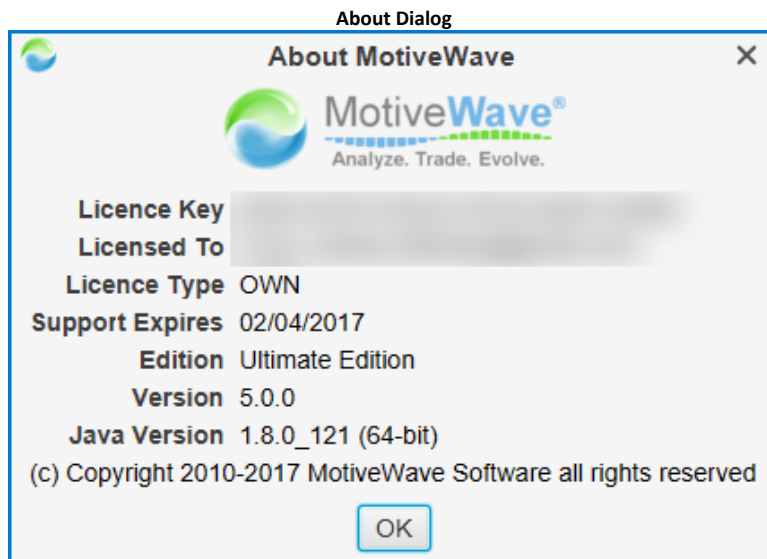 About Dialog
About MotiveWave
MotiveWave®
Analyze. Trade. Evolve.
Licence Key
Licensed To
Licence Type OWN
Support Expires 02/04/2017
Edition Ultimate Edition
Version 5.0.0
Java Version 1.8.0_121 (64-bit)
(c) Copyright 2010-2017 MotiveWave Software all rights reserved
OK